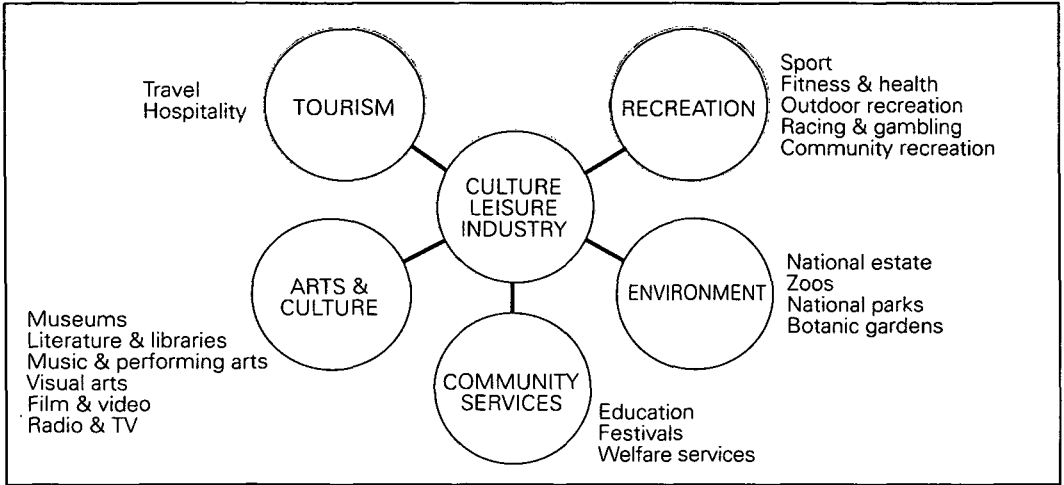 Travel
Hospitality
TOURISM
RECREATION
Sport
Fitness & health
Outdoor recreation
Racing & gambling
Community recreation
CULTURE
LEISURE
INDUSTRY
ARTS &
CULTURE
Museums
Literature & libraries
Music & performing arts
Visual arts
Film & video
Radio & TV
ENVIRONMENT
National estate
Zoos
National parks
Botanic gardens
COMMUNITY
SERVICES
Education
Festivals
Welfare services